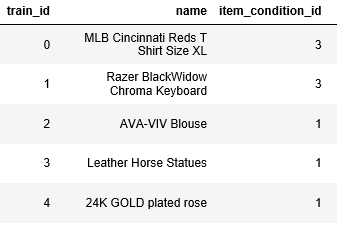 train_id name item_condition_id
0 MLB Cincinnati Reds T
Shirt Size XL 3
1 Razer BlackWidow
Chroma Keyboard 3
2 AVA-VIV Blouse 1
3 Leather Horse Statues 1
4 24K GOLD plated rose 1